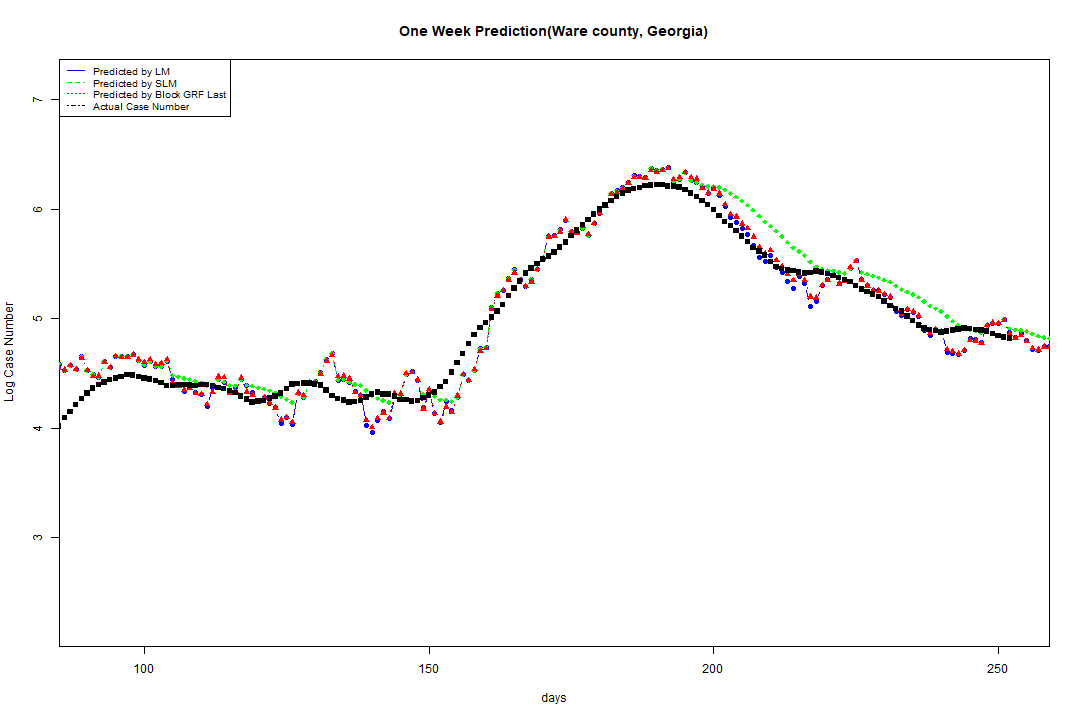 One Week Prediction(Ware county, Georgia)
Predicted by LM
Predicted by SLM
Predicted by Block GRF Last
Actual Case Number
7
6
5
4
3
Log Case Number
100
150
200
250
days